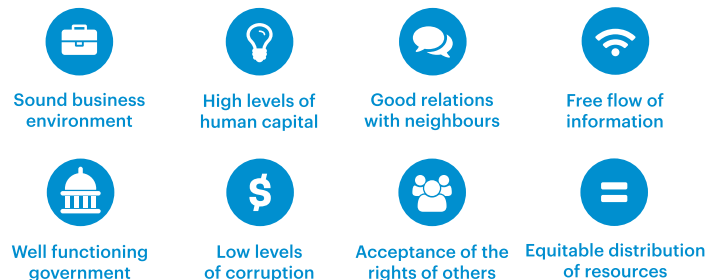 Sound business
environment
High levels of
human capital
Good relations
with neighbours
Free flow of
information
Well functioning
government
$
Low levels
of corruption
Acceptance of the
rights of others
Equitable distribution
of resources